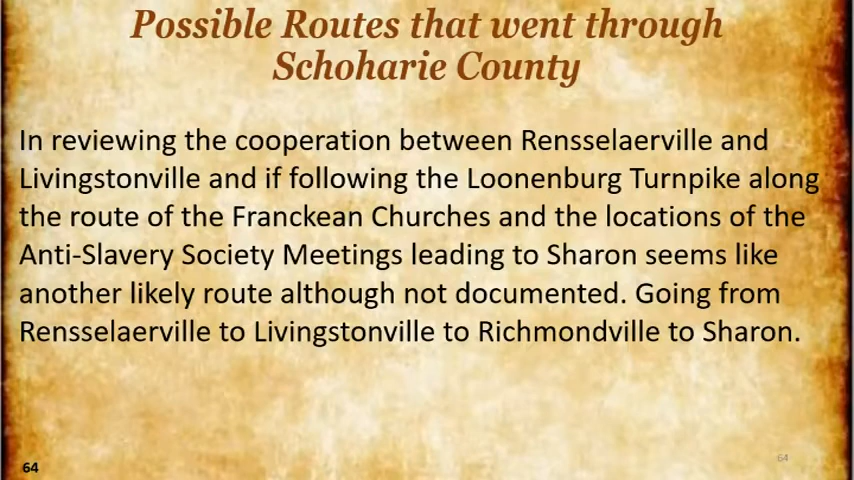 Possible Routes that went through
Schoharie County
In reviewing the cooperation between Rensselaerville and
Livingstonville and if following the Loonenburg Turnpike along
the route of the Franckean Churches and the locations of the
Anti-Slavery Society Meetings leading to Sharon seems like
another likely route although not documented. Going from
Rensselaerville to Livingstonville to Richmondville to Sharon.
64
64